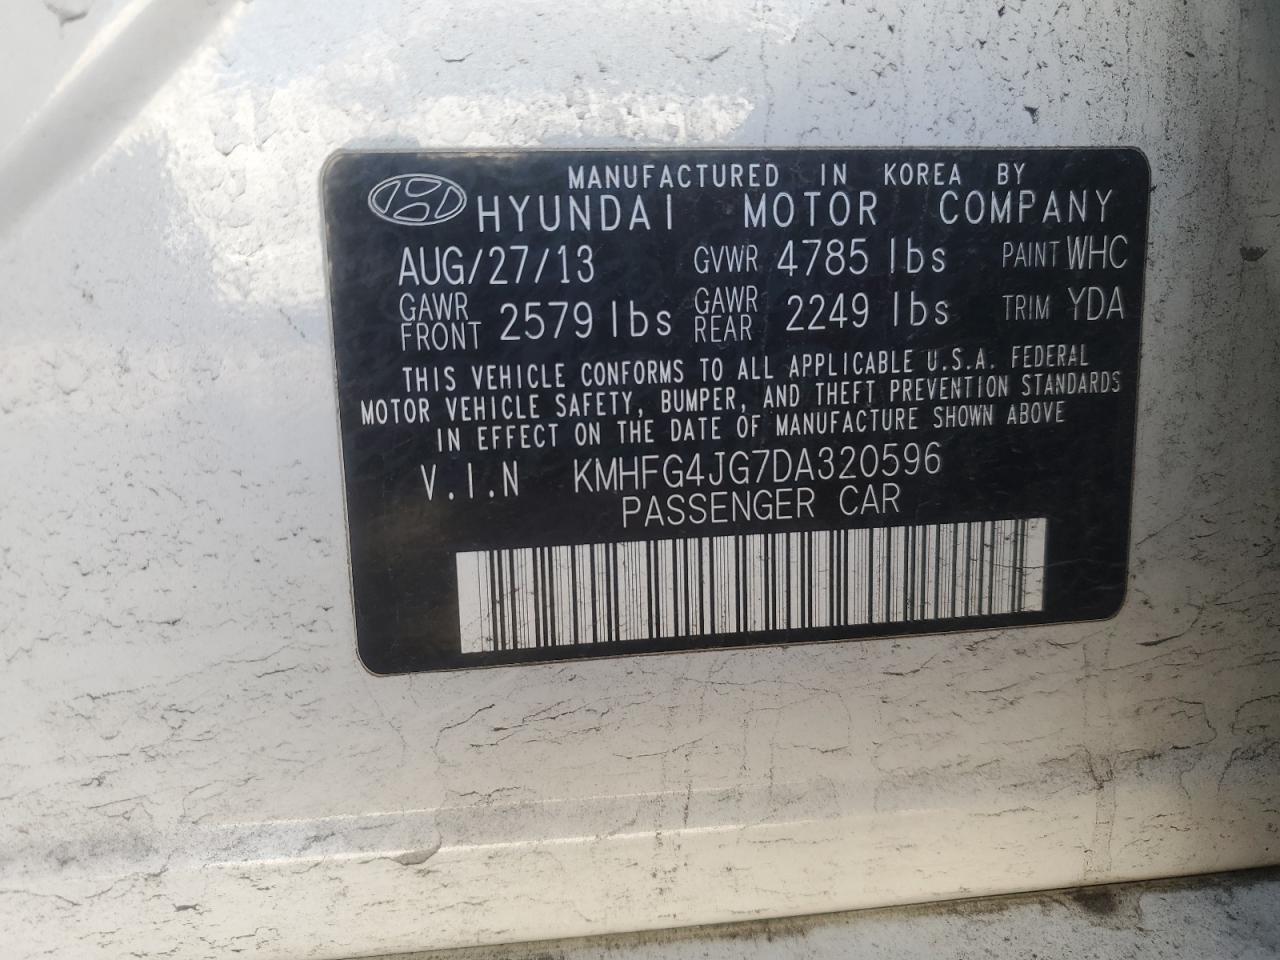 MANUFACTURED IN KOREA BY
HYUNDAI MOTOR COMPANY
AUG/27/13 GVWR 4785 lbs PAINT WHC
GAWR FRONT 2579 lbs GAWR REAR 2249 lbs TRIM YDA
THIS VEHICLE CONFORMS TO ALL APPLICABLE U.S.A. FEDERAL
MOTOR VEHICLE SAFETY, BUMPER, AND THEFT PREVENTION STANDARDS
IN EFFECT ON THE DATE OF MANUFACTURE SHOWN ABOVE
V.I.N KMHFG4JG7DA320596
PASSENGER CAR